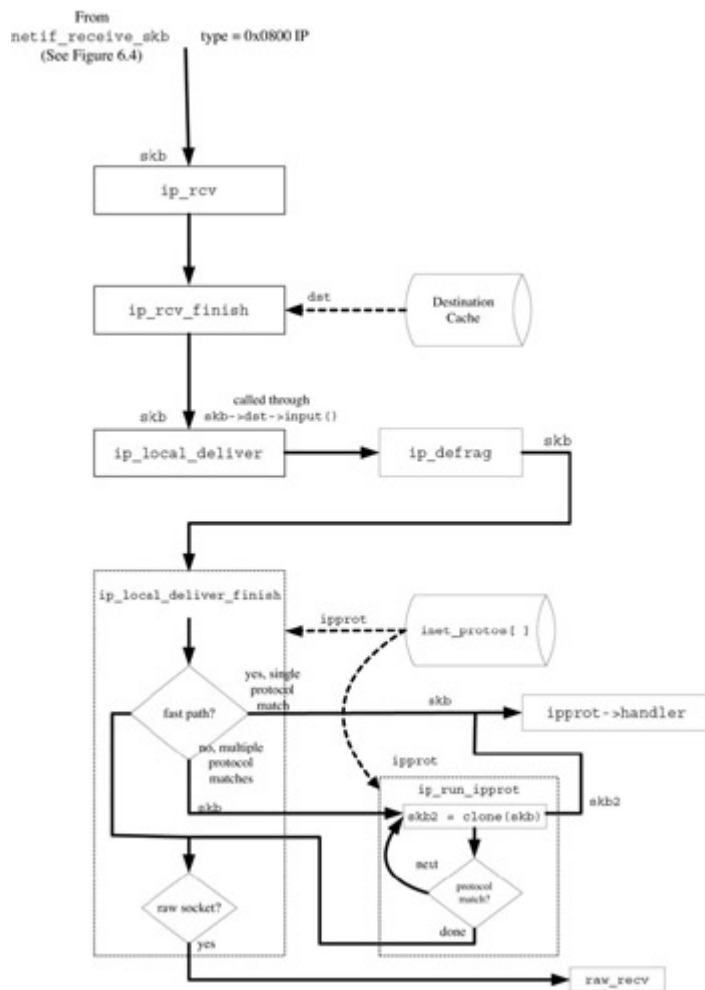 From
netif_receive_skb
(See Figure 6.4)
type = 0x0800 IP
skb
ip_rcv
ip_rcv_finish
dst
Destination
Cache
called through
skb->dst->input()
skb
ip_local_deliver
ip_defrag
skb
ip_local_deliver_finish
ipprot
inet_protos[ ]
yes, single
protocol
match
fast path?
skb
ipprot->handler
no, multiple
protocol
matches
ipprot
ip_run_ipprot
skb
skb2 = clone(skb)
skb2
next
protocol
match?
raw socket?
done
yes
raw_recv